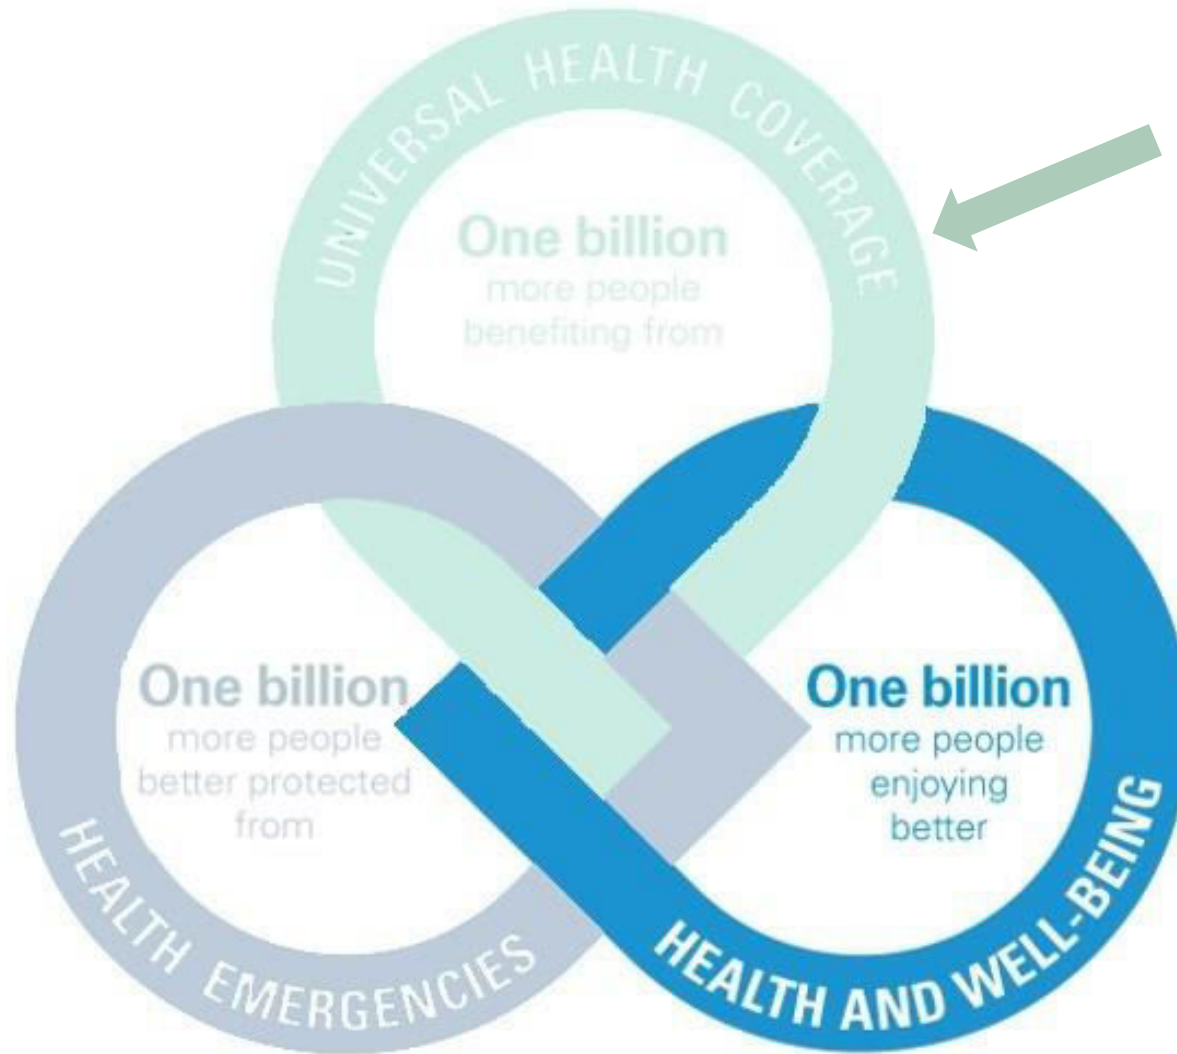 UNIVERSAL HEALTH COVERAGE
One billion
more people
benefiting from
One billion
more people
better protected
from
HEALTH EMERGENCIES
One billion
more people
enjoying
better
HEALTH AND WELL-BEING